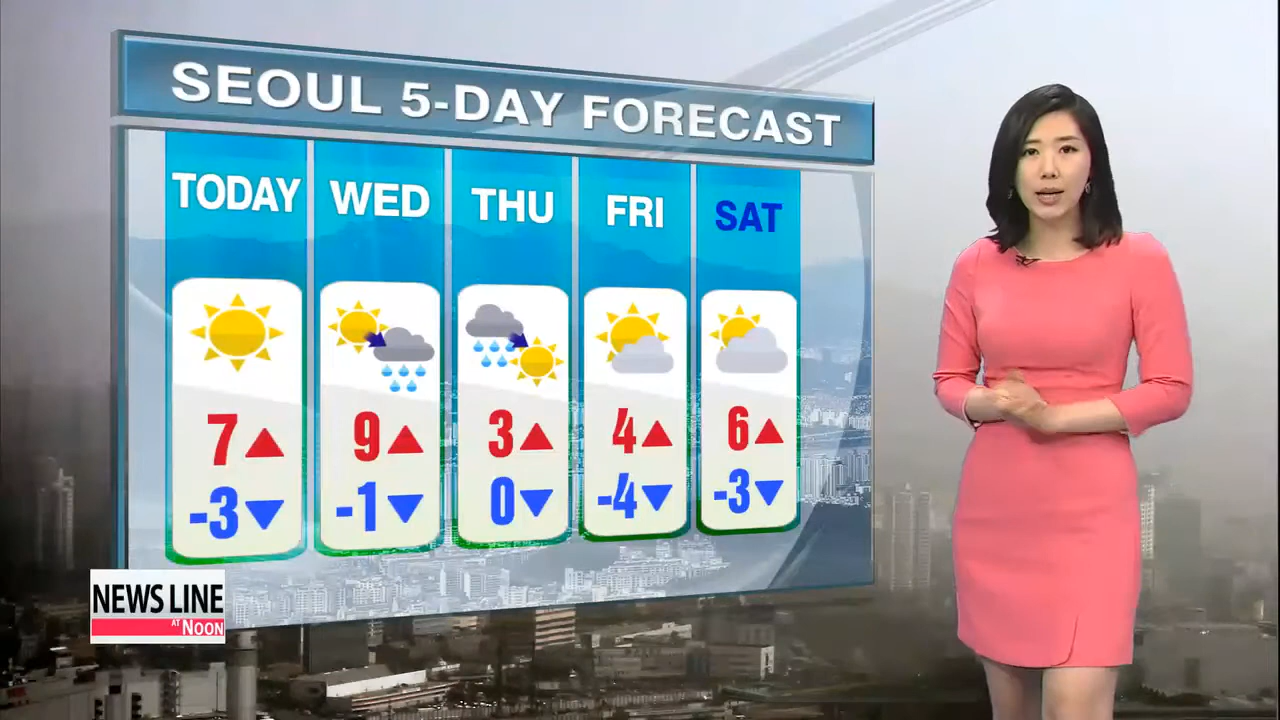 SEOUL 5-DAY FORECAST
TODAY WED THU FRI SAT
7 9 3 4 6
-3 -1 0 -4 -3
NEWS LINE
AT NOON